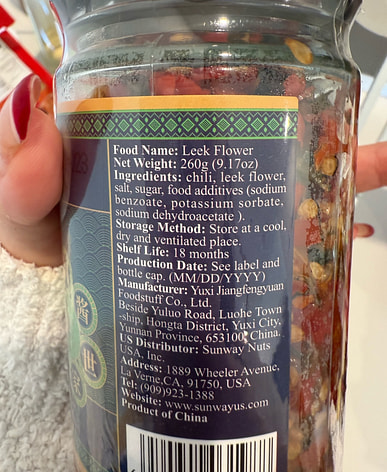 Food Name: Leek Flower
Net Weight: 260g (9.17oz)
Ingredients: chili, leek flower,
salt, sugar, food additives (sodium
benzoate, potassium sorbate,
sodium dehydroacetate ).
Storage Method: Store at a cool,
dry and ventilated place.
Shelf Life: 18 months
Production Date: See label and
bottle cap. (MM/DD/YYYY)
Manufacturer: Yuxi Jiangfengyuan
Foodstuff Co., Ltd.
Beside Yuluo Road, Luohe Town
-ship, Hongta District, Yuxi City,
Yunnan Province, 653100, China.
US Distributor: Sunway Nuts
USA, Inc.
Address: 1889 Wheeler Avenue,
La Verne,CA, 91750, USA
Tel: (909)923-1388
Website: www.sunwayus.com
Product of China